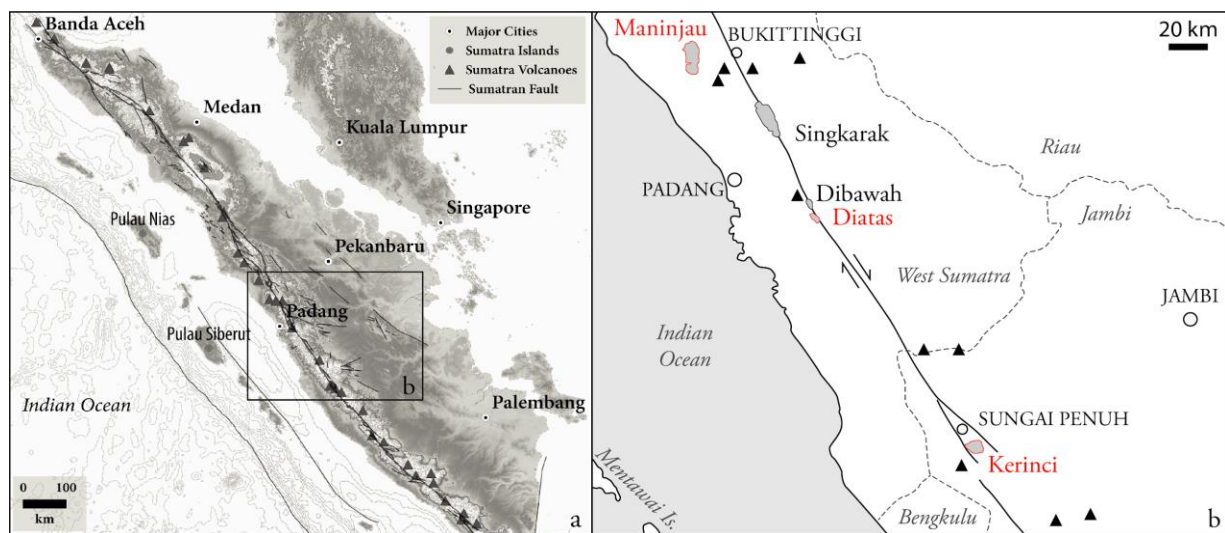 Banda Aceh
Major Cities
Sumatra Islands
Sumatra Volcanoes
Sumatran Fault
Medan
Kuala Lumpur
Pulau Nias
Singapore
Pekanbaru
Padang
Pulau Siberut
b
Indian Ocean
Palembang
0 100
km
a
Maninjau
BUKITTINGGI
20 km
Singkarak
Riau
PADANG
Dibawah
Diatas
Jambi
West Sumatra
JAMBI
Indian
Ocean
SUNGAI PENUH
Kerinci
Mentawai Is.
Bengkulu
b